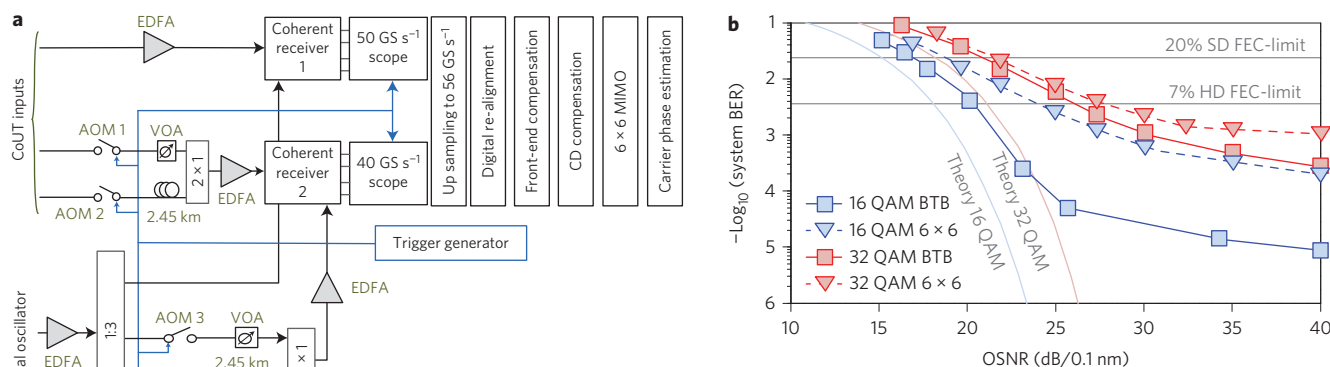 a
EDFA
CoUT inputs
Coherent receiver 1
50 GS s⁻¹ scope
AOM 1
VOA
2 × 1
EDFA
Coherent receiver 2
40 GS s⁻¹ scope
AOM 2
2.45 km
Up sampling to 56 GS s⁻¹
Digital re-alignment
Front-end compensation
CD compensation
6 × 6 MIMO
Carrier phase estimation
Trigger generator
EDFA
al oscillator
EDFA
1:3
AOM 3
VOA
2.45 km
× 1
b
−Log₁₀ (system BER)
1
2
3
4
5
6
20% SD FEC-limit
7% HD FEC-limit
Theory 16 QAM
Theory 32 QAM
16 QAM BTB
16 QAM 6 × 6
32 QAM BTB
32 QAM 6 × 6
10 15 20 25 30 35 40
OSNR (dB/0.1 nm)